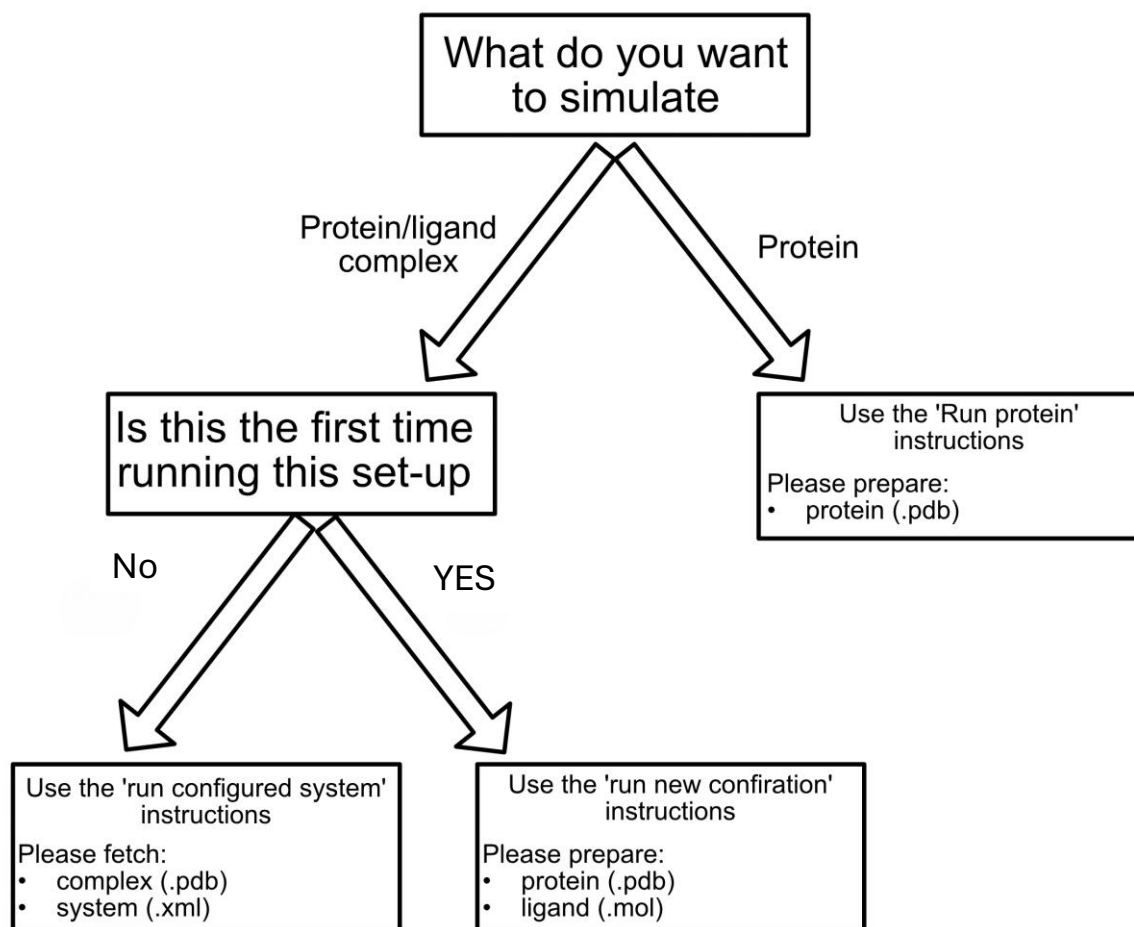 What do you want
to simulate
Protein/ligand
complex
Protein
Is this the first time
running this set-up
Use the 'Run protein'
instructions
Please prepare:
• protein (.pdb)
No
YES
Use the 'run configured system'
instructions
Please fetch:
• complex (.pdb)
• system (.xml)
Use the 'run new confiration'
instructions
Please prepare:
• protein (.pdb)
• ligand (.mol)